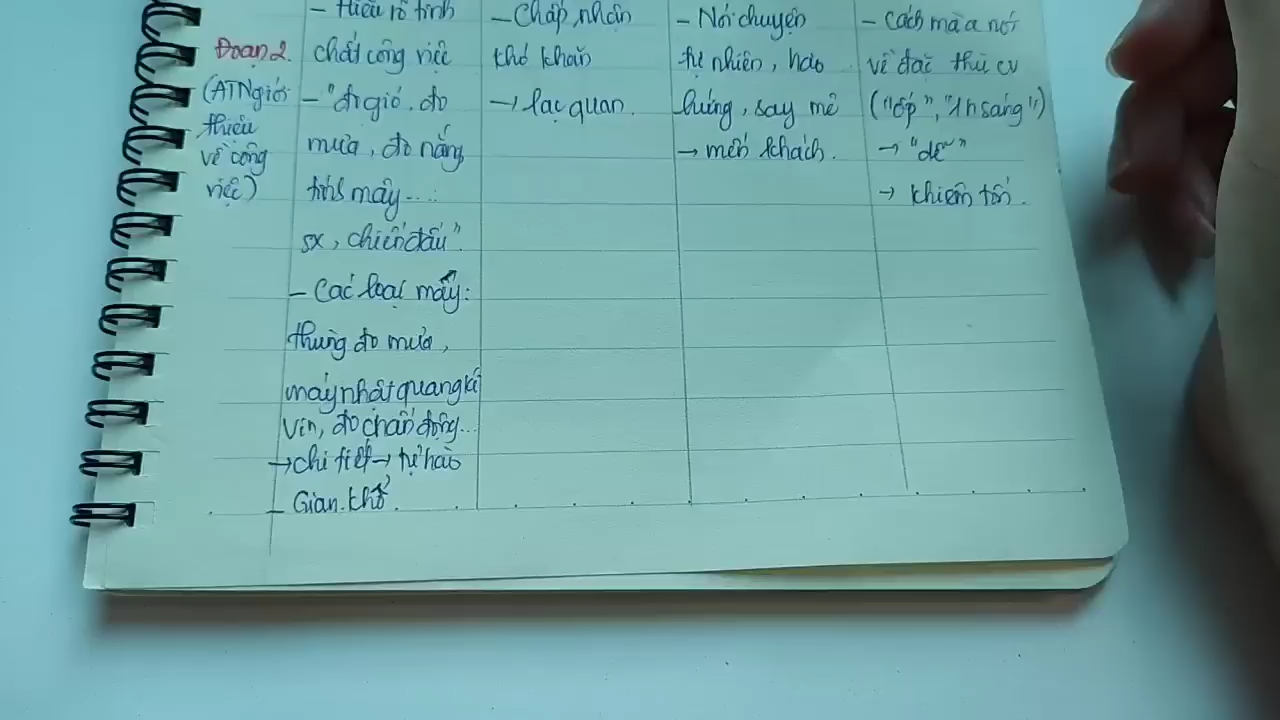 Đoạn 2.
(ATN giới
thiệu
về công
việc)
- Hiểu rõ tính
chất công việc
- "đo gió, đo
mưa, đo nắng
tính mây...
sx, chiến đấu".
- Các loại máy:
thùng đo mưa,
máy nhật quang kí
Vin, đo chấn động...
→ chi tiết → tự hào
- Gian khổ.
- Chấp nhận
khó khăn
→ lạc quan.
- Nói chuyện
tự nhiên, hào
hứng, say mê
→ mến khách.
- Cách mà a nói
về đặc thù cv
("ốp", "1h sáng")
→ "dễ"
→ khiêm tốn.